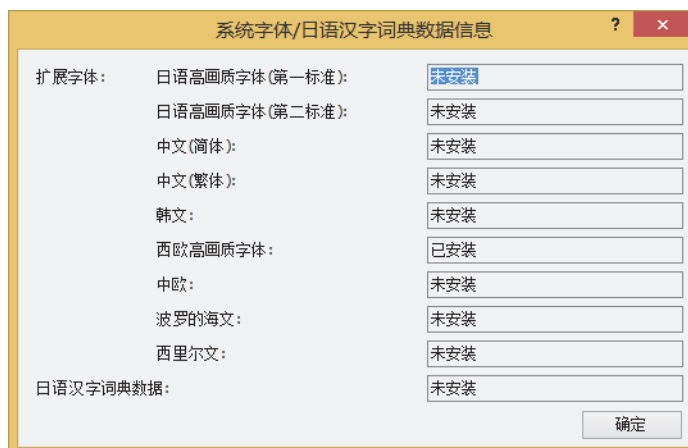 系统字体/日语汉字词典数据信息 ? ×
扩展字体: 日语高画质字体(第一标准): 未安装
日语高画质字体(第二标准): 未安装
中文(简体): 未安装
中文(繁体): 未安装
韩文: 未安装
西欧高画质字体: 已安装
中欧: 未安装
波罗的海文: 未安装
西里尔文: 未安装
日语汉字词典数据: 未安装
确定